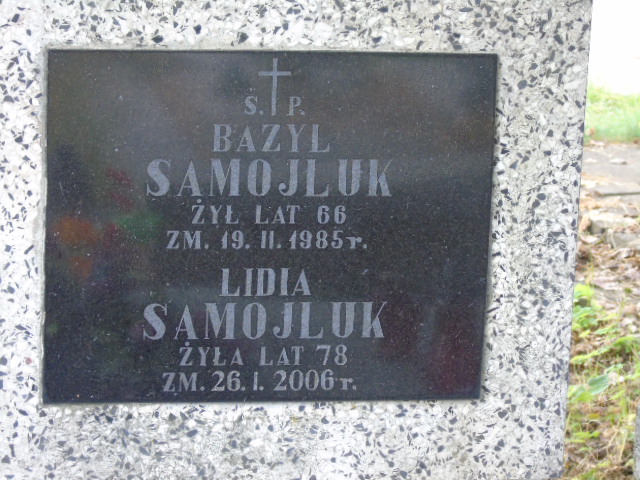 Ś. P.
BAZYL
SAMOJLUK
ŻYŁ LAT 66
ZM. 19. II. 1985 r.
LIDIA
SAMOJLUK
ŻYŁA LAT 78
ZM. 26. I. 2006 r.